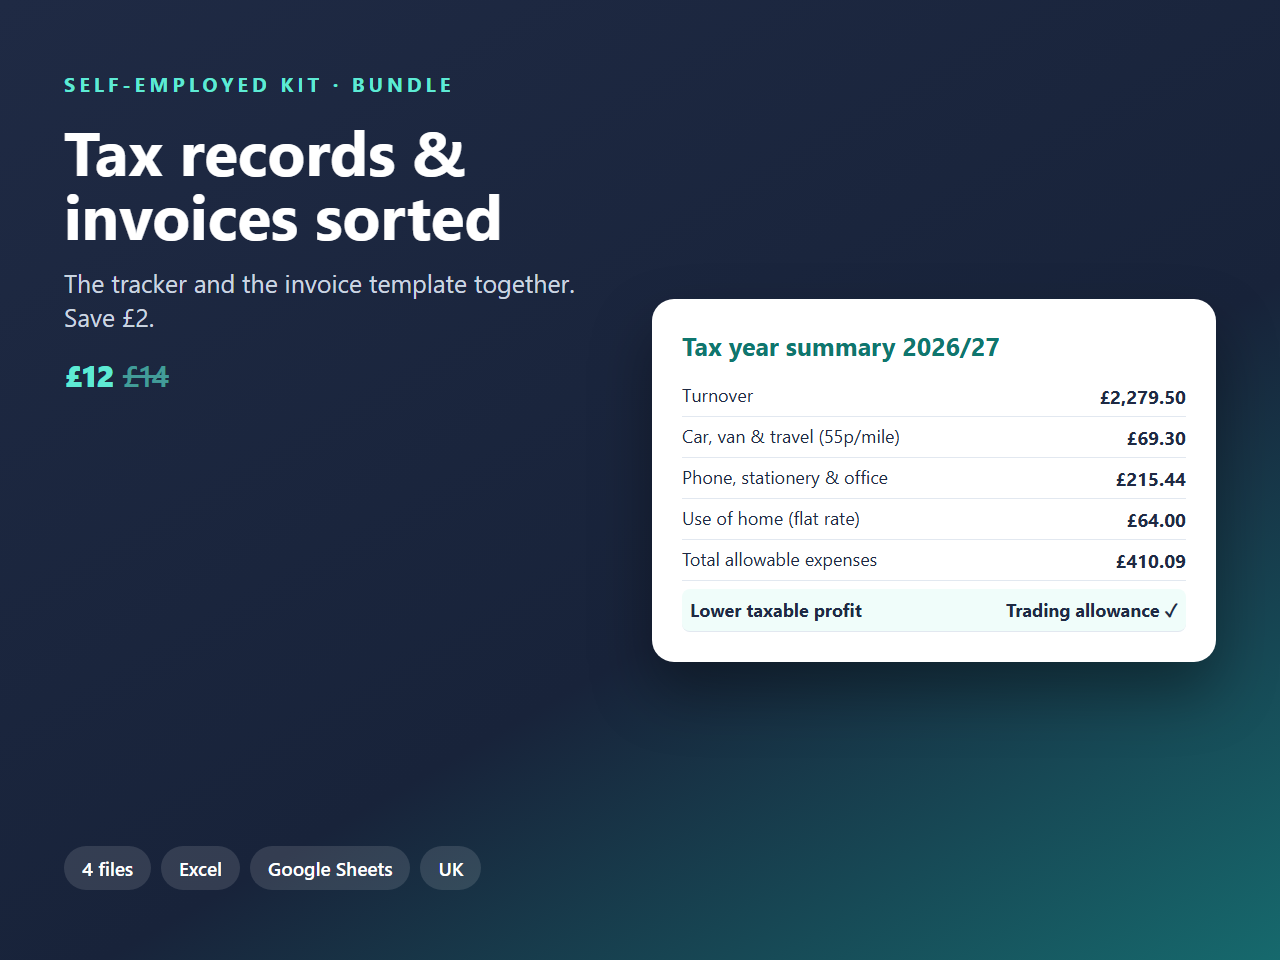 SELF-EMPLOYED KIT · BUNDLE
Tax records &
invoices sorted
The tracker and the invoice template together.
Save £2.
£12 £14
Tax year summary 2026/27
Turnover £2,279.50
Car, van & travel (55p/mile) £69.30
Phone, stationery & office £215.44
Use of home (flat rate) £64.00
Total allowable expenses £410.09
Lower taxable profit Trading allowance ✓
4 files Excel Google Sheets UK